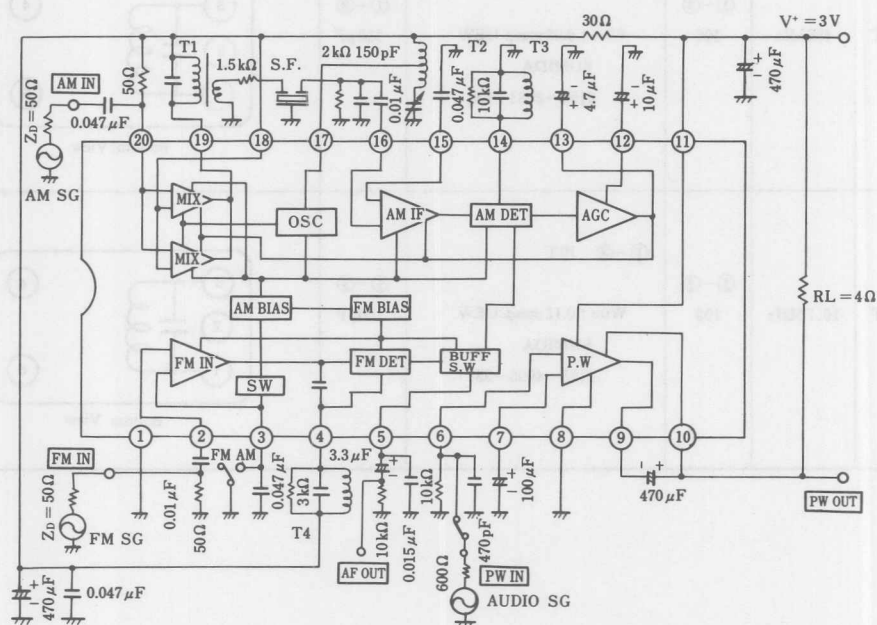 30Ω
V⁺=3V
T1
1.5kΩ
S.F.
2kΩ 150pF
T2
T3
AM IN
50Ω
0.01μF
0.047μF
10kΩ
4.7μF
10μF
470μF
Z_D=50Ω
0.047μF
AM SG
20
19
18
17
16
15
14
13
12
11
MIX
OSC
AM IF
AM DET
AGC
MIX
RL=4Ω
AM BIAS
FM BIAS
FM IN
FM DET
BUFF S.W
P.W
SW
1
2
3
4
5
6
7
8
9
10
FM IN
FM AM
3.3μF
470μF
PW OUT
Z_D=50Ω
0.01μF
50Ω
0.047μF
3kΩ
10kΩ
0.015μF
10kΩ
470pF
100μF
FM SG
T4
AF OUT
600Ω
PW IN
470μF
0.047μF
AUDIO SG